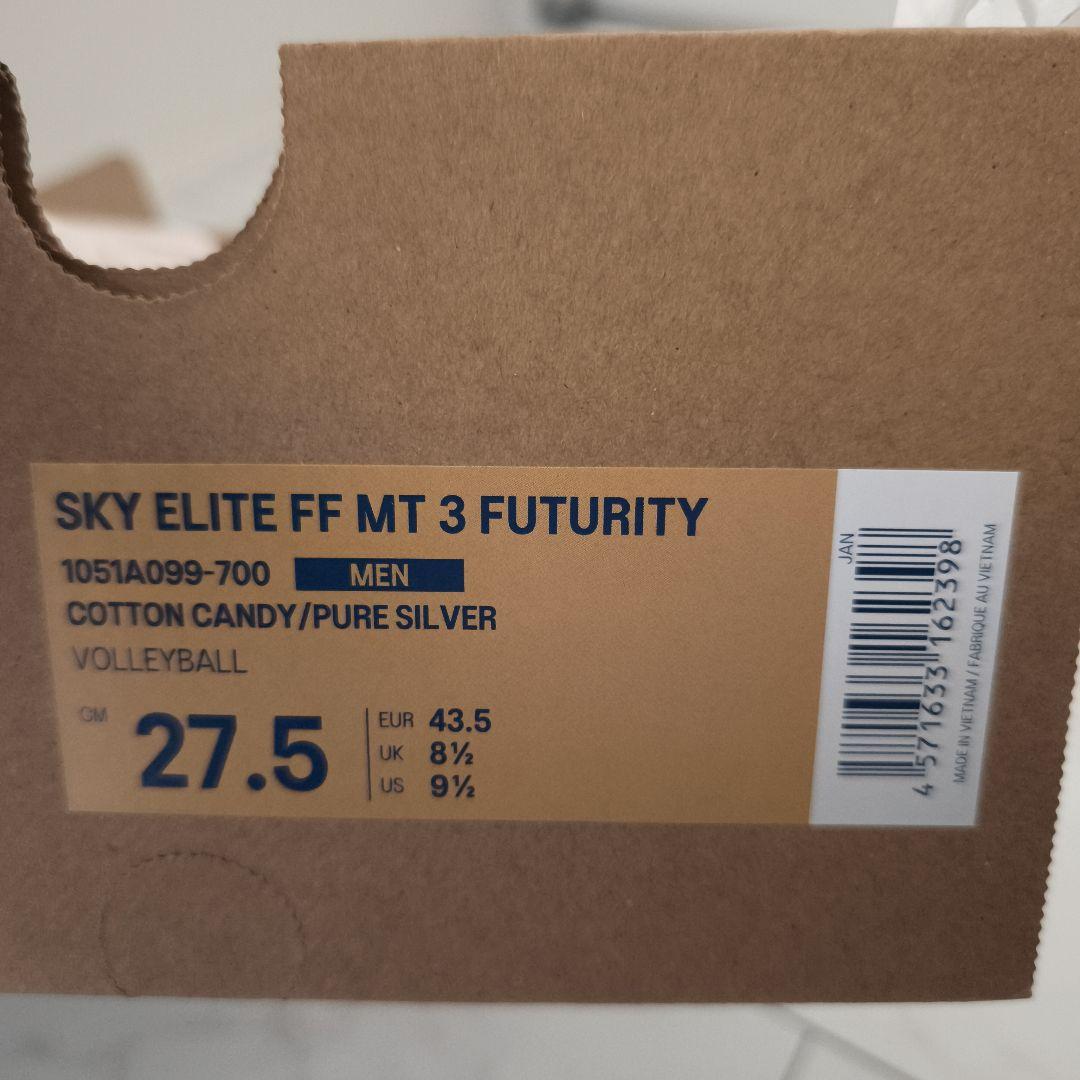 SKY ELITE FF MT 3 FUTURITY
1051A099-700 MEN
COTTON CANDY/PURE SILVER
VOLLEYBALL
CM 27.5
EUR 43.5
UK 8½
US 9½
JAN
4 571633 162398
MADE IN VIETNAM / FABRIQUE AU VIETNAM